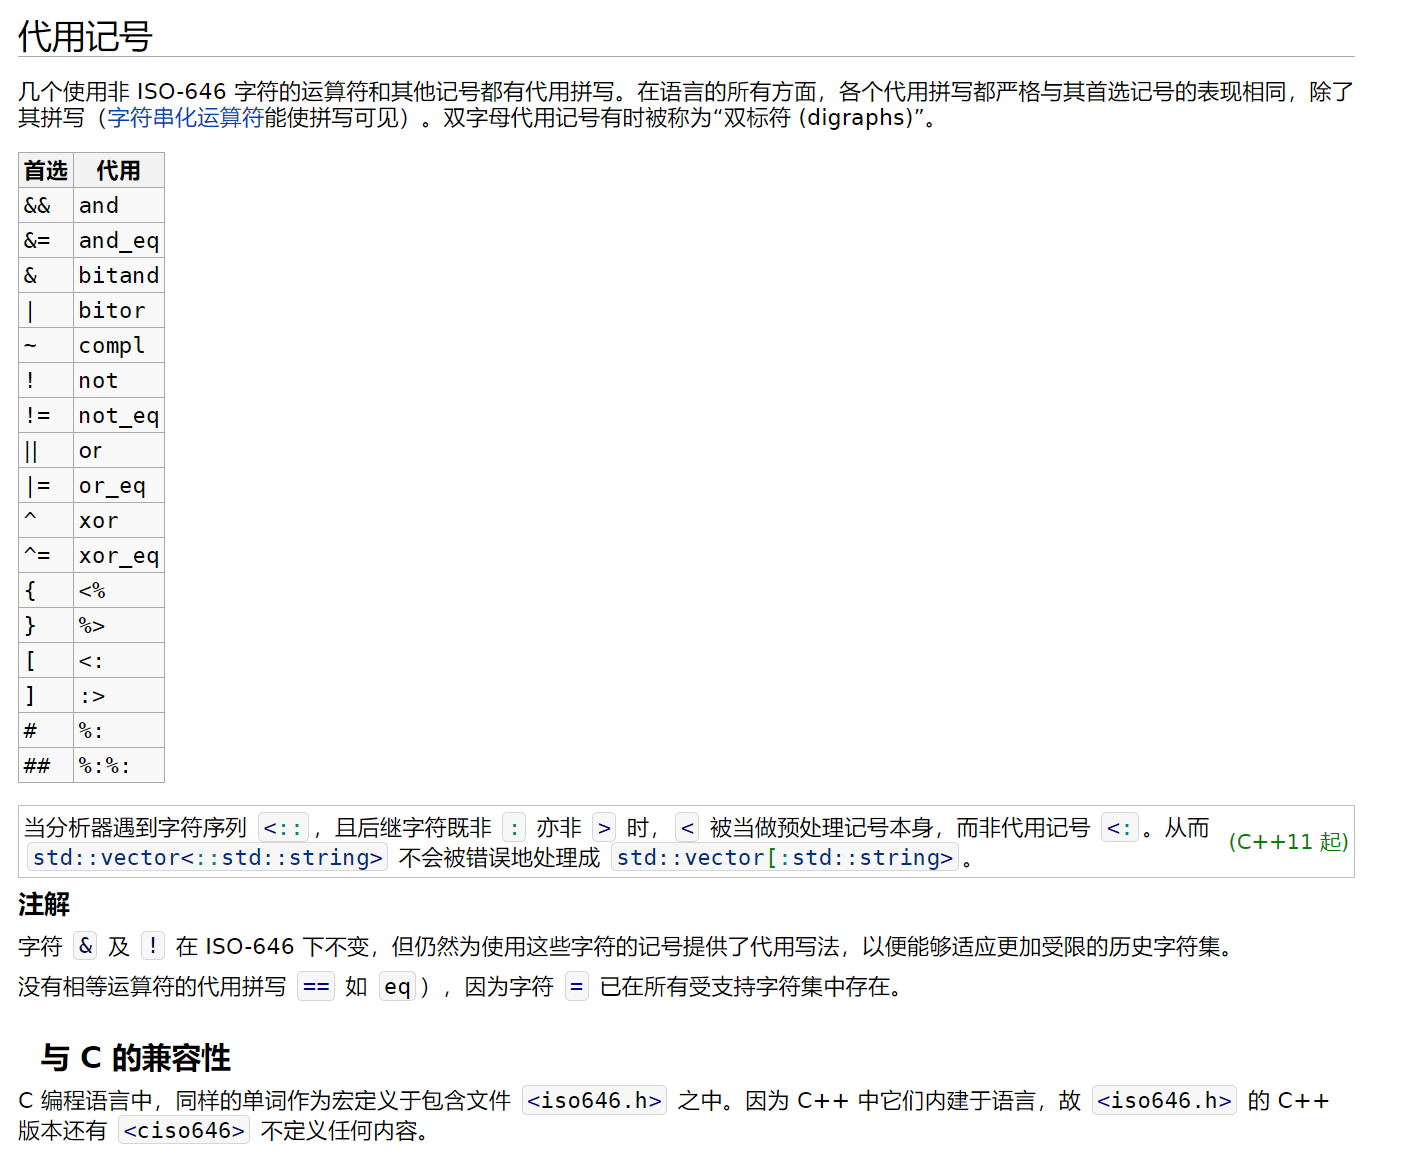 代用记号
几个使用非 ISO-646 字符的运算符和其他记号都有代用拼写。在语言的所有方面，各个代用拼写都严格与其首选记号的表现相同，除了
其拼写（字符串化运算符能使拼写可见）。双字母代用记号有时被称为“双标符 (digraphs)”。
首选 代用
&& and
&= and_eq
& bitand
| bitor
~ compl
! not
!= not_eq
|| or
|= or_eq
^ xor
^= xor_eq
{ <%
} %>
[ <:
] :>
# %:
## %:%:
当分析器遇到字符序列 <:: ，且后继字符既非 : 亦非 > 时， < 被当做预处理记号本身，而非代用记号 <: 。从而
std::vector<::std::string> 不会被错误地处理成 std::vector[:std::string> 。
(C++11 起)
注解
字符 & 及 ! 在 ISO-646 下不变，但仍然为使用这些字符的记号提供了代用写法，以便能够适应更加受限的历史字符集。
没有相等运算符的代用拼写 == 如 eq ），因为字符 = 已在所有受支持字符集中存在。
与 C 的兼容性
C 编程语言中，同样的单词作为宏定义于包含文件 <iso646.h> 之中。因为 C++ 中它们内建于语言，故 <iso646.h> 的 C++
版本还有 <ciso646> 不定义任何内容。